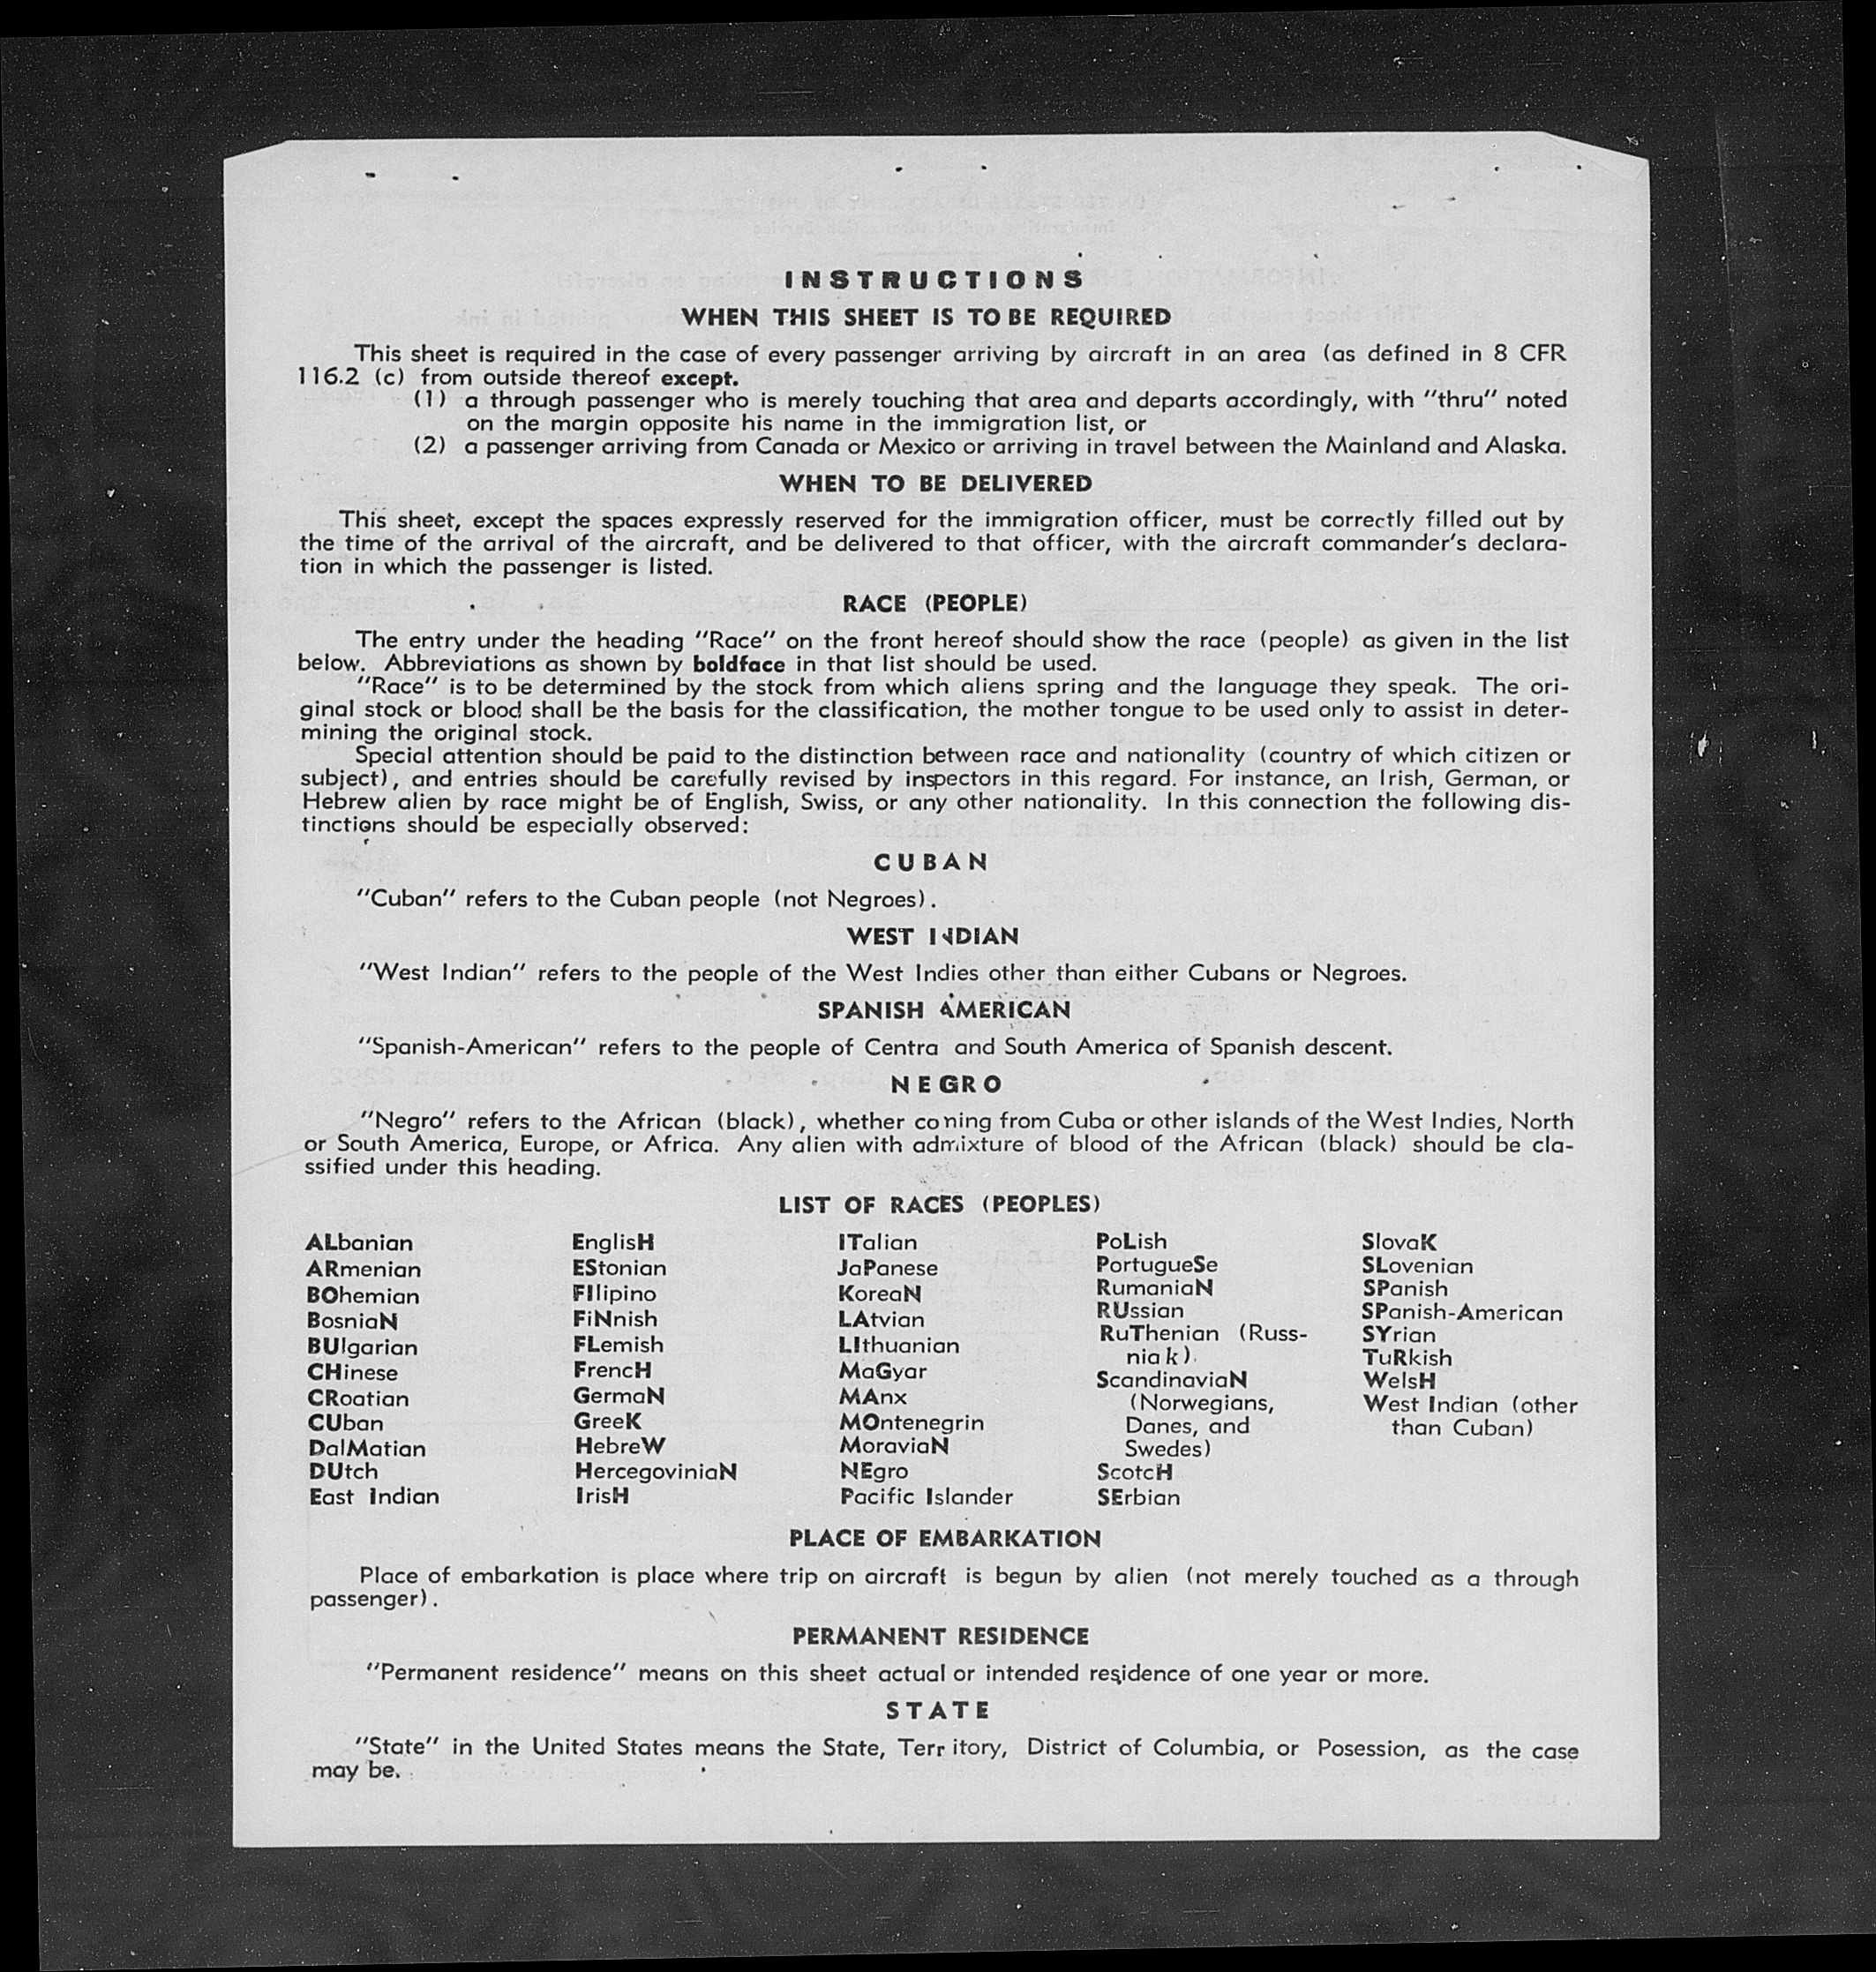 INSTRUCTIONS
WHEN THIS SHEET IS TO BE REQUIRED
This sheet is required in the case of every passenger arriving by aircraft in an area (as defined in 8 CFR
116.2 (c) from outside thereof except.
(1) a through passenger who is merely touching that area and departs accordingly, with "thru" noted
on the margin opposite his name in the immigration list, or
(2) a passenger arriving from Canada or Mexico or arriving in travel between the Mainland and Alaska.
WHEN TO BE DELIVERED
This sheet, except the spaces expressly reserved for the immigration officer, must be correctly filled out by
the time of the arrival of the aircraft, and be delivered to that officer, with the aircraft commander's declara-
tion in which the passenger is listed.
RACE (PEOPLE)
The entry under the heading "Race" on the front hereof should show the race (people) as given in the list
below. Abbreviations as shown by boldface in that list should be used.
"Race" is to be determined by the stock from which aliens spring and the language they speak. The ori-
ginal stock or blood shall be the basis for the classification, the mother tongue to be used only to assist in deter-
mining the original stock.
Special attention should be paid to the distinction between race and nationality (country of which citizen or
subject), and entries should be carefully revised by inspectors in this regard. For instance, an Irish, German, or
Hebrew alien by race might be of English, Swiss, or any other nationality. In this connection the following dis-
tinctions should be especially observed:
CUBAN
"Cuban" refers to the Cuban people (not Negroes).
WEST INDIAN
"West Indian" refers to the people of the West Indies other than either Cubans or Negroes.
SPANISH AMERICAN
"Spanish-American" refers to the people of Centra and South America of Spanish descent.
NEGRO
"Negro" refers to the African (black), whether coming from Cuba or other islands of the West Indies, North
or South America, Europe, or Africa. Any alien with admixture of blood of the African (black) should be cla-
ssified under this heading.
LIST OF RACES (PEOPLES)
ALbanian
ARmenian
BOhemian
BosniaN
BUlgarian
CHinese
CRoatian
CUban
DalMatian
DUtch
East Indian
EnglisH
EStonian
FIlipino
FiNnish
FLemish
FrencH
GermaN
GreeK
HebreW
HercegoviniaN
IrisH
ITalian
JaPanese
KoreaN
LAtvian
LIthuanian
MaGyar
MAnx
MOntenegrin
MoraviaN
NEgro
Pacific Islander
PoLish
PortugueSe
RumaniaN
RUssian
RuThenian (Russ-
niak).
ScandinaviaN
(Norwegians,
Danes, and
Swedes)
ScotcH
SErbian
SlovaK
SLovenian
SPanish
SPanish-American
SYrian
TuRkish
WelsH
West Indian (other
than Cuban)
PLACE OF EMBARKATION
Place of embarkation is place where trip on aircraft is begun by alien (not merely touched as a through
passenger).
PERMANENT RESIDENCE
"Permanent residence" means on this sheet actual or intended residence of one year or more.
STATE
"State" in the United States means the State, Territory, District of Columbia, or Posession, as the case
may be.